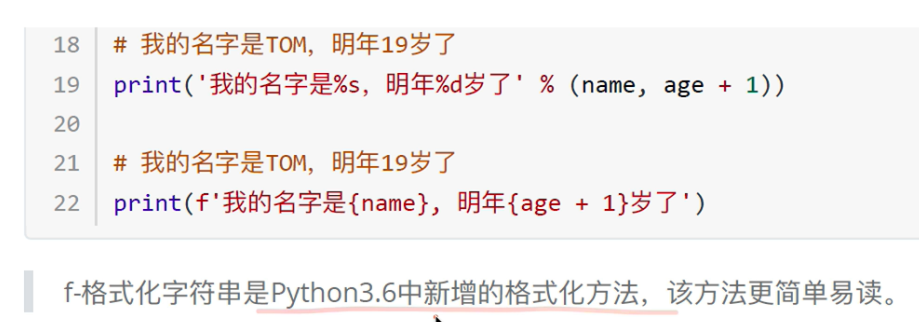 18 # 我的名字是TOM，明年19岁了
19 print('我的名字是%s，明年%d岁了' % (name, age + 1))
20
21 # 我的名字是TOM，明年19岁了
22 print(f'我的名字是{name}, 明年{age + 1}岁了')
f-格式化字符串是Python3.6中新增的格式化方法，该方法更简单易读。